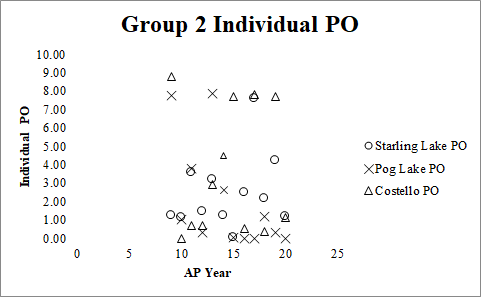 Group 2 Individual PO
10.00
9.00
8.00
7.00
6.00
5.00
4.00
3.00
2.00
1.00
0.00
Individual PO
0 5 10 15 20 25
AP Year
Starling Lake PO
Pog Lake PO
Costello PO